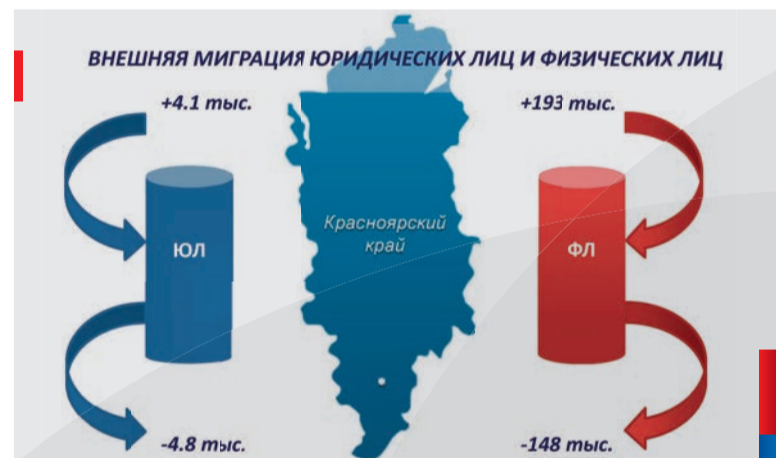 ВНЕШНЯЯ МИГРАЦИЯ ЮРИДИЧЕСКИХ ЛИЦ И ФИЗИЧЕСКИХ ЛИЦ
+4.1 тыс.
+193 тыс.
Красноярский
край
ЮЛ
ФЛ
-4.8 тыс.
-148 тыс.